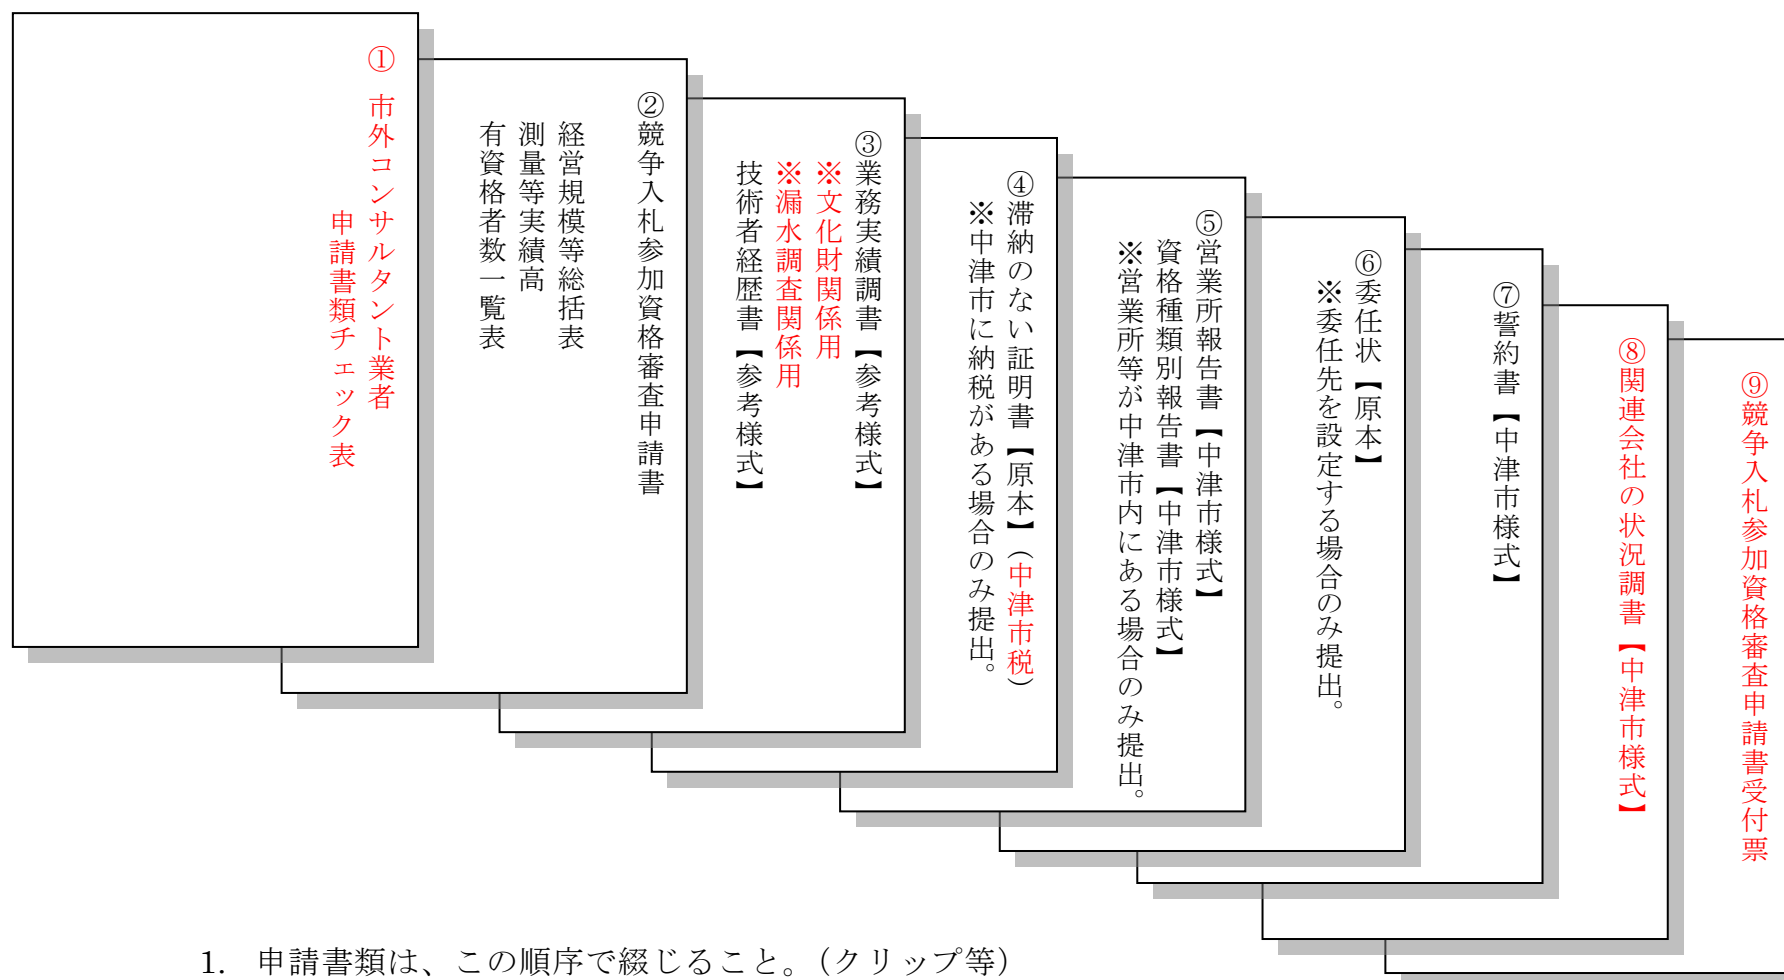 ① 市外コンサルタント業者
申請書類チェック表
②競争入札参加資格審査申請書
経営規模等総括表
測量等実績高
有資格者数一覧表
③業務実績調書【参考様式】
※文化財関係用
※漏水調査関係用
技術者経歴書【参考様式】
④滞納のない証明書【原本】（中津市税）
※中津市に納税がある場合のみ提出。
⑤営業所報告書【中津市様式】
資格種類別報告書【中津市様式】
※営業所等が中津市内にある場合のみ提出。
⑥委任状【原本】
※委任先を設定する場合のみ提出。
⑦誓約書【中津市様式】
⑧関連会社の状況調書【中津市様式】
⑨競争入札参加資格審査申請書受付票
1. 申請書類は、この順序で綴じること。（クリップ等）